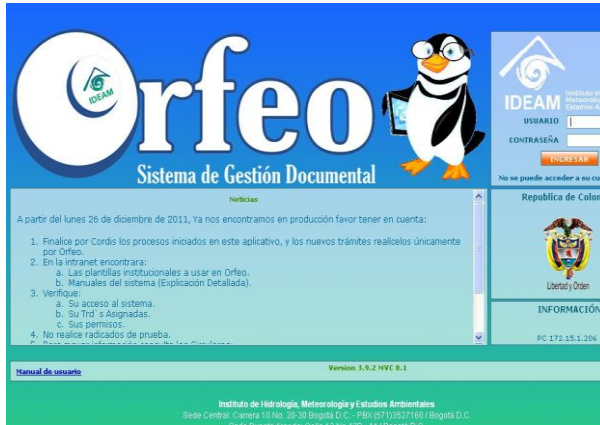 Orfeo
IDEAM
Sistema de Gestión Documental
IDEAM
Instituto de
Meteorología
Estudios A
USUARIO
CONTRASEÑA
INGRESAR
No se puede acceder a su cu
Noticias
A partir del lunes 26 de diciembre de 2011, Ya nos encontramos en producción favor tener en cuenta:
1. Finalice por Cordis los procesos iniciados en este aplicativo, y los nuevos trámites realicelos únicamente
por Orfeo.
2. En la intranet encontrara:
a. Las plantillas institucionales a usar en Orfeo.
b. Manuales del sistema (Explicación Detallada).
3. Verifique:
a. Su acceso al sistema.
b. Su Trd`s Asignadas.
c. Sus permisos.
4. No realice radicados de prueba.
Republica de Colom
Libertad y Orden
INFORMACIÓN
PC 172.15.1.206
Manual de usuario
Version 3.9.2 MVC 0.1
Instituto de Hidrología, Meteorología y Estudios Ambientales
Sede Central: Carrera 10 No. 20-30 Bogotá D.C. - PBX (571)3527160 / Bogotá D.C.